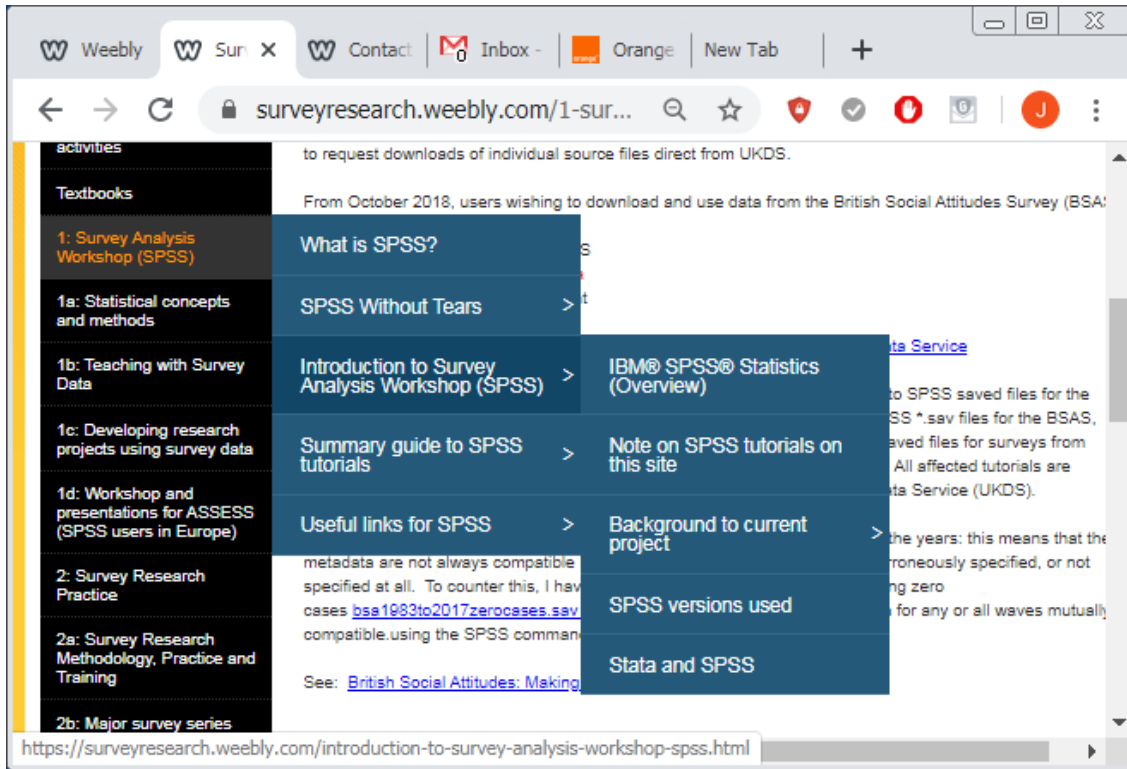 Weebly
Sur
Contact
0
Inbox -
Orange
New Tab
surveyresearch.weebly.com/1-sur...
J
activities
Textbooks
1: Survey Analysis
Workshop (SPSS)
1a: Statistical concepts
and methods
1b: Teaching with Survey
Data
1c: Developing research
projects using survey data
1d: Workshop and
presentations for ASSESS
(SPSS users in Europe)
2: Survey Research
Practice
2a: Survey Research
Methodology, Practice and
Training
2b: Major survey series
What is SPSS?
SPSS Without Tears >
Introduction to Survey
Analysis Workshop (SPSS) >
Summary guide to SPSS
tutorials >
Useful links for SPSS >
IBM® SPSS® Statistics
(Overview)
Note on SPSS tutorials on
this site
Background to current
project >
SPSS versions used
Stata and SPSS
to request downloads of individual source files direct from UKDS.
From October 2018, users wishing to download and use data from the British Social Attitudes Survey (BSAS
S
t
ta Service
to SPSS saved files for the
SS *.sav files for the BSAS,
aved files for surveys from
All affected tutorials are
ta Service (UKDS).
the years: this means that the
metadata are not always compatible
roneously specified, or not
specified at all. To counter this, I hav
ng zero
cases bsa1983to2017zerocases.sav
for any or all waves mutually
compatible.using the SPSS comman
See: British Social Attitudes: Making
https://surveyresearch.weebly.com/introduction-to-survey-analysis-workshop-spss.html